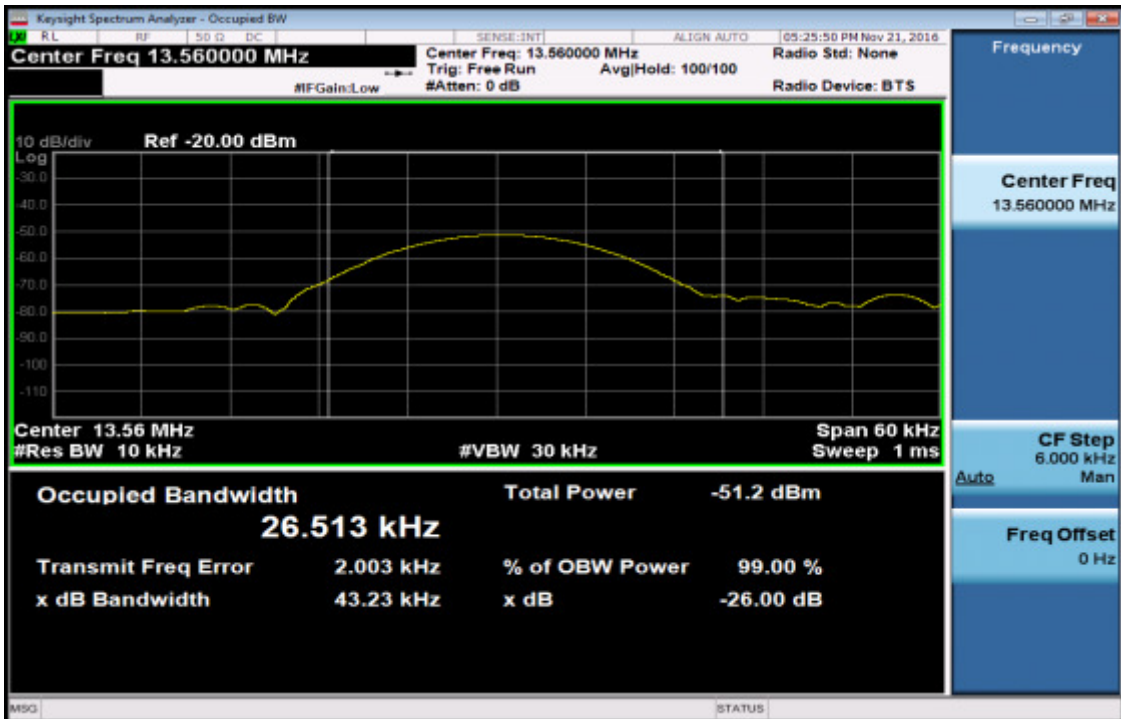 Keysight Spectrum Analyzer - Occupied BW
LXI RL RF 50 Ω DC SENSE:INT ALIGN AUTO 05:25:50 PM Nov 21, 2016
Center Freq 13.560000 MHz
Center Freq: 13.560000 MHz
Radio Std: None
Trig: Free Run Avg|Hold: 100/100
#IFGain:Low
#Atten: 0 dB
Radio Device: BTS
Frequency
10 dB/div Ref -20.00 dBm
Log
-30.0
-40.0
-50.0
-60.0
-70.0
-80.0
-90.0
-100
-110
Center 13.56 MHz Span 60 kHz
#Res BW 10 kHz #VBW 30 kHz Sweep 1 ms
Occupied Bandwidth Total Power -51.2 dBm
26.513 kHz
Transmit Freq Error 2.003 kHz % of OBW Power 99.00 %
x dB Bandwidth 43.23 kHz x dB -26.00 dB
Center Freq
13.560000 MHz
CF Step
6.000 kHz
Auto Man
Freq Offset
0 Hz
MSG STATUS